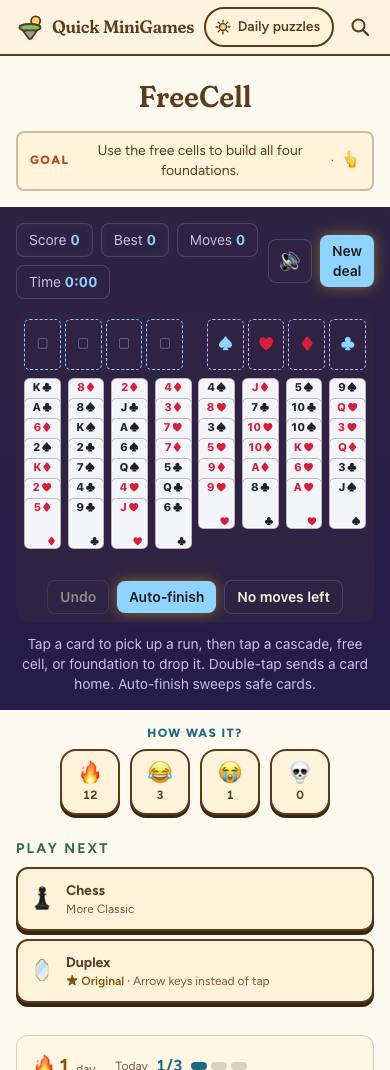 Quick MiniGames
Daily puzzles
FreeCell
GOAL
Use the free cells to build all four
foundations.
Score 0
Best 0
Moves 0
Time 0:00
New
deal
K♣ 8♦ 2♦ 4♦ 4♠ J♦ 5♠ 9♠
A♣ 8♠ J♣ 3♦ 8♥ 7♣ 10♠ Q♥
6♦ K♠ A♠ 7♥ 3♠ 10♥ 10♠ 3♥
2♠ 2♣ 6♠ 7♦ 5♠ 10♦ K♥ Q♦
K♦ 7♠ Q♠ 5♣ 9♦ A♦ 6♥ 3♣
2♥ 4♣ 4♥ Q♣ 9♥ 8♣ A♥ J♠
5♦ 9♣ J♥ 6♣
Undo
Auto-finish
No moves left
Tap a card to pick up a run, then tap a cascade, free
cell, or foundation to drop it. Double-tap sends a card
home. Auto-finish sweeps safe cards.
HOW WAS IT?
12
3
1
0
PLAY NEXT
Chess
More Classic
Duplex
★ Original · Arrow keys instead of tap
1 day
Today 1/3